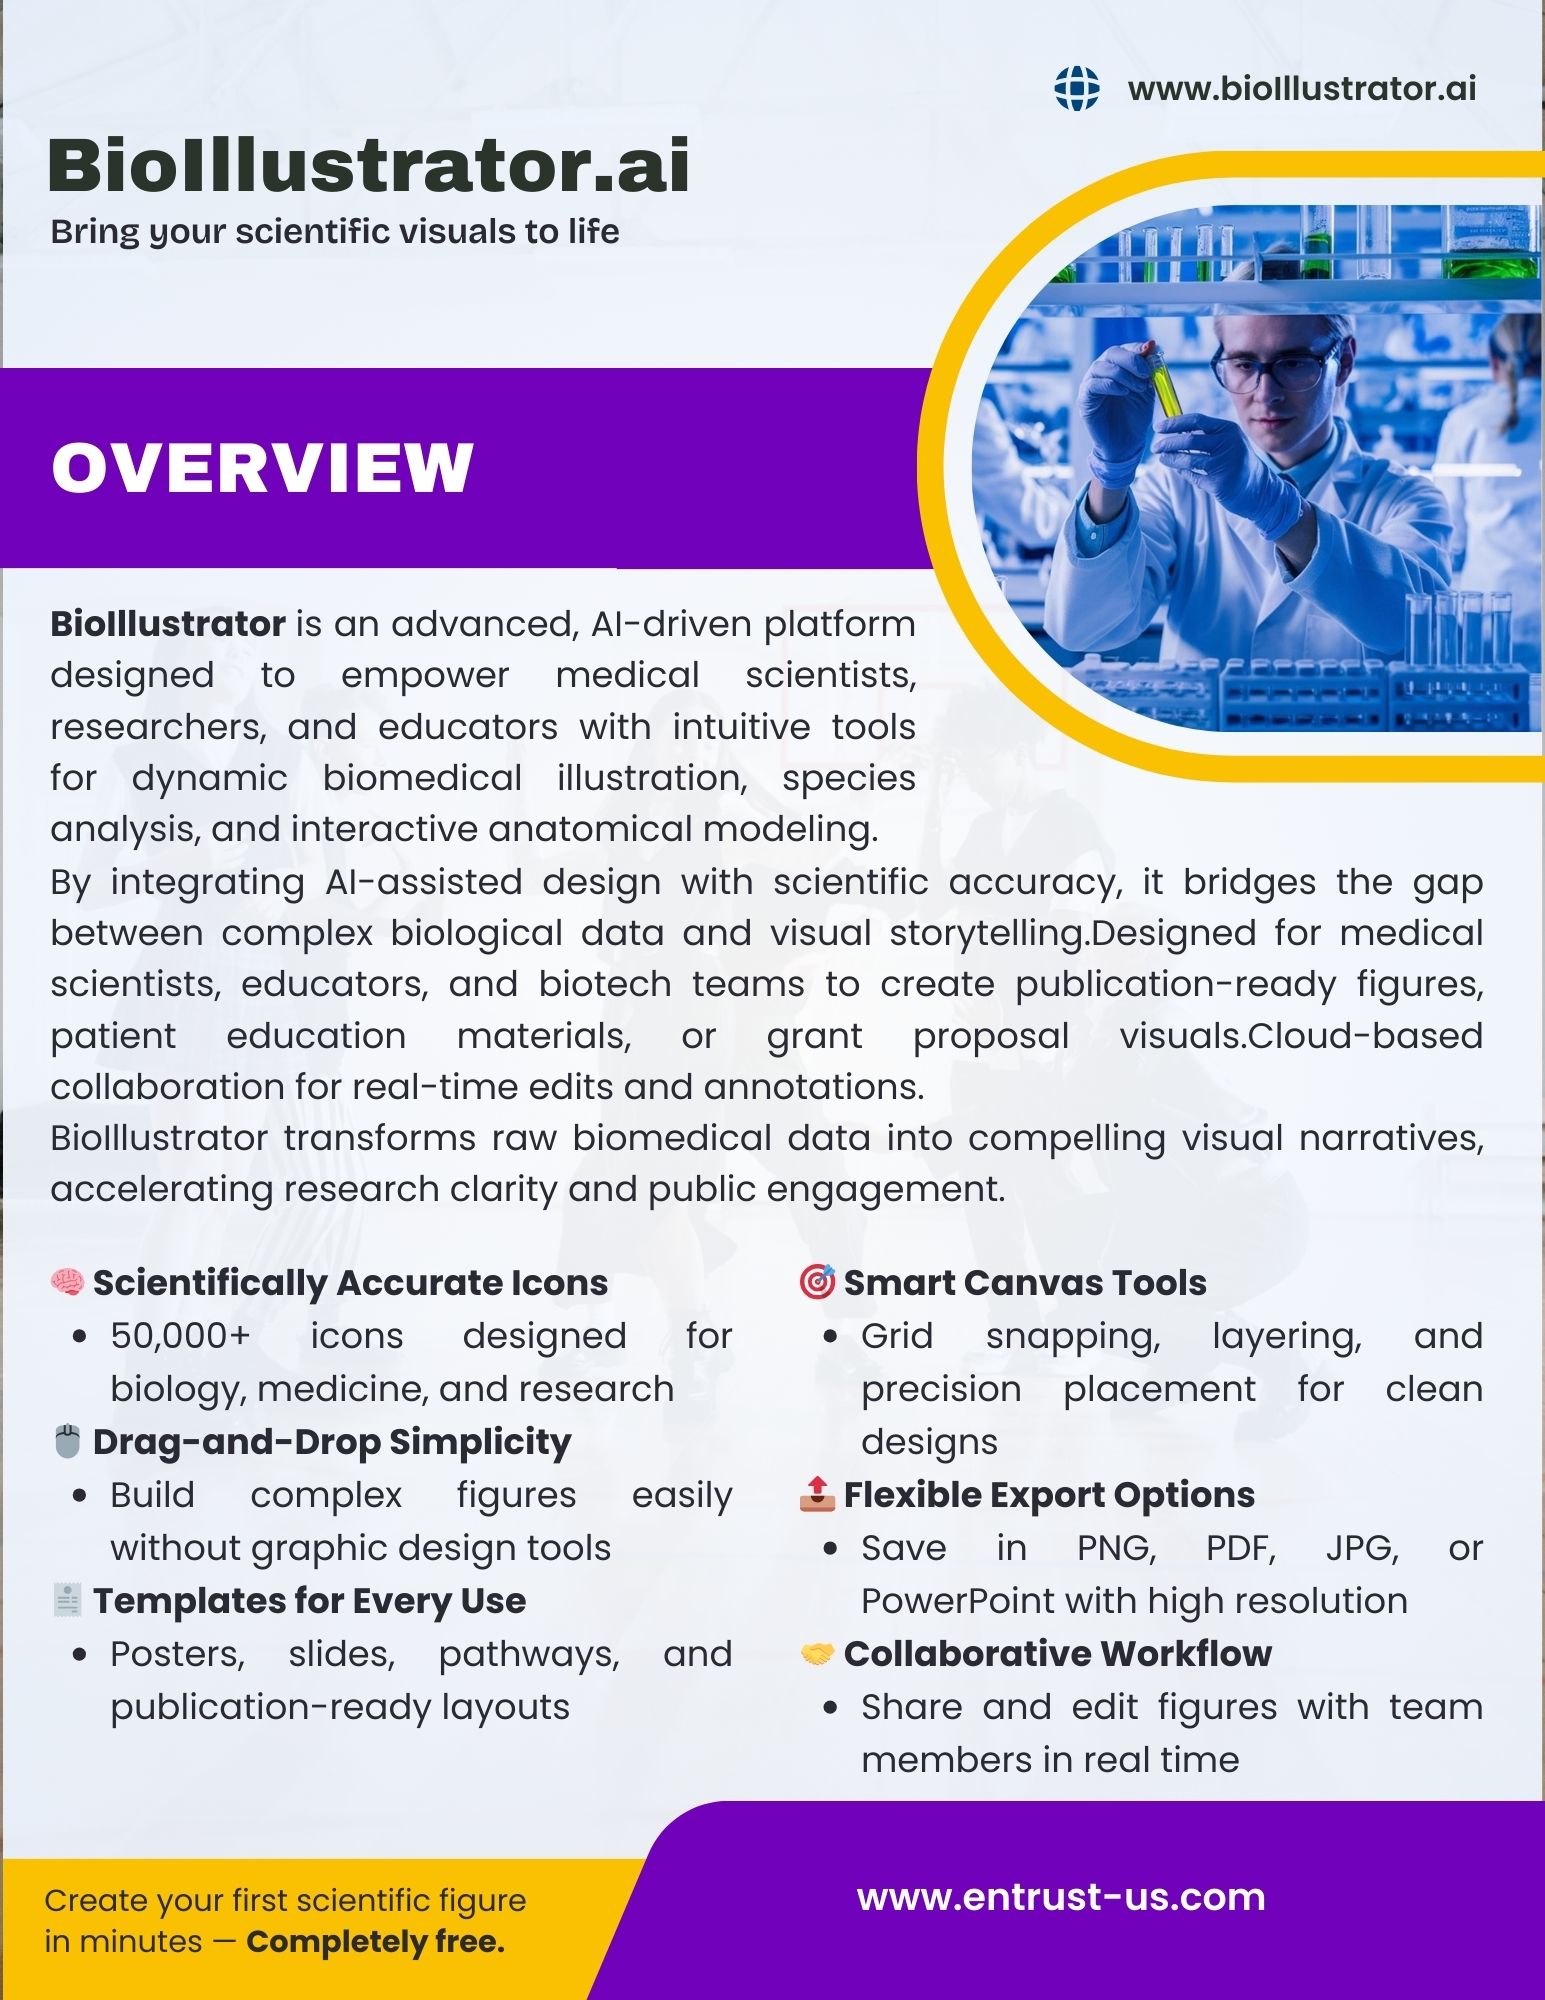 www.bioIllustrator.ai
BioIllustrator.ai
Bring your scientific visuals to life
OVERVIEW
BioIllustrator is an advanced, AI-driven platform
designed to empower medical scientists,
researchers, and educators with intuitive tools
for dynamic biomedical illustration, species
analysis, and interactive anatomical modeling.
By integrating AI-assisted design with scientific accuracy, it bridges the gap
between complex biological data and visual storytelling.Designed for medical
scientists, educators, and biotech teams to create publication-ready figures,
patient education materials, or grant proposal visuals.Cloud-based
collaboration for real-time edits and annotations.
BioIllustrator transforms raw biomedical data into compelling visual narratives,
accelerating research clarity and public engagement.
🧠 Scientifically Accurate Icons
• 50,000+ icons designed for
biology, medicine, and research
🖱️ Drag-and-Drop Simplicity
• Build complex figures easily
without graphic design tools
🧾 Templates for Every Use
• Posters, slides, pathways, and
publication-ready layouts
🎯 Smart Canvas Tools
• Grid snapping, layering, and
precision placement for clean
designs
📤 Flexible Export Options
• Save in PNG, PDF, JPG, or
PowerPoint with high resolution
🤝 Collaborative Workflow
• Share and edit figures with team
members in real time
Create your first scientific figure
in minutes — Completely free.
www.entrust-us.com